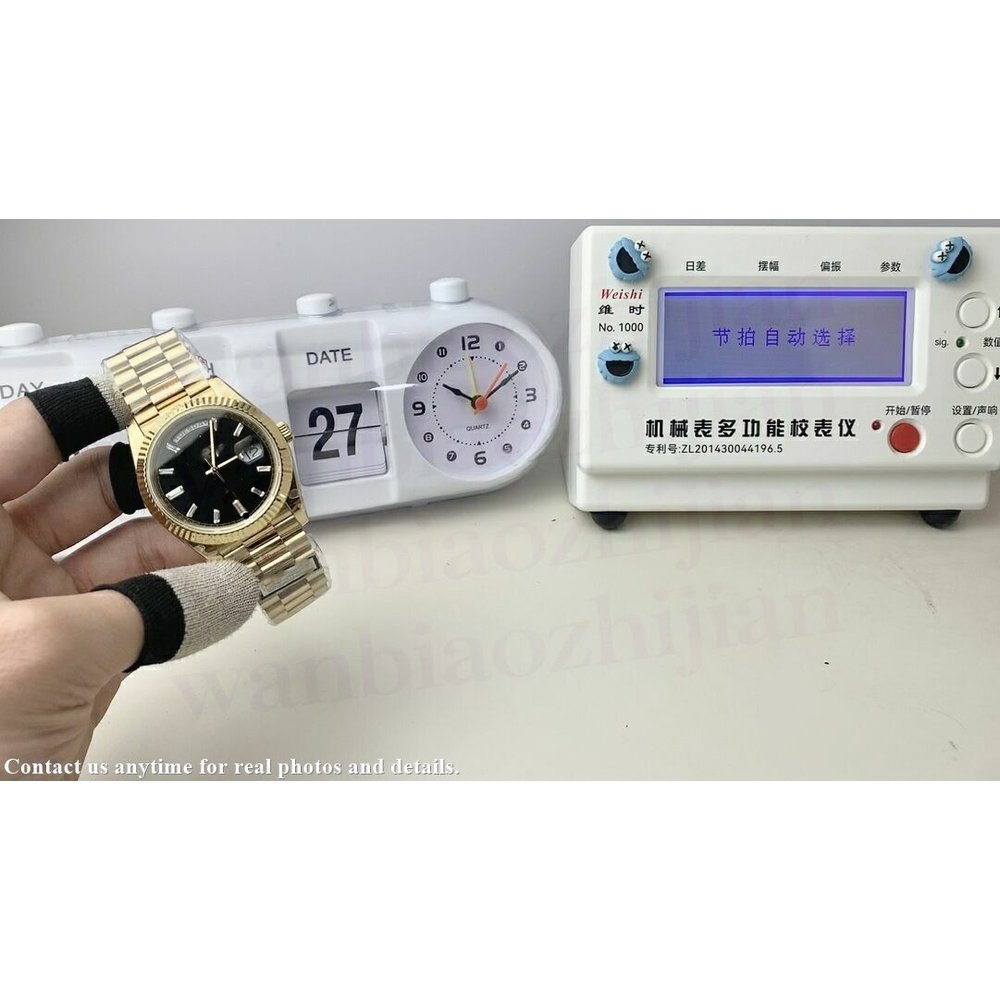 日差 摆幅 偏振 参数
Weishi
维 时
No. 1000
节拍自动选择
sig.
数值
开始/暂停 设置/声响
机械表多功能校表仪
专利号:ZL201430044196.5
DAY
DATE
27
12
1
2
3
4
5
6
7
8
9
10
11
QUARTZ
wanbiaozhijian
wanbiaozhijian
Contact us anytime for real photos and details.